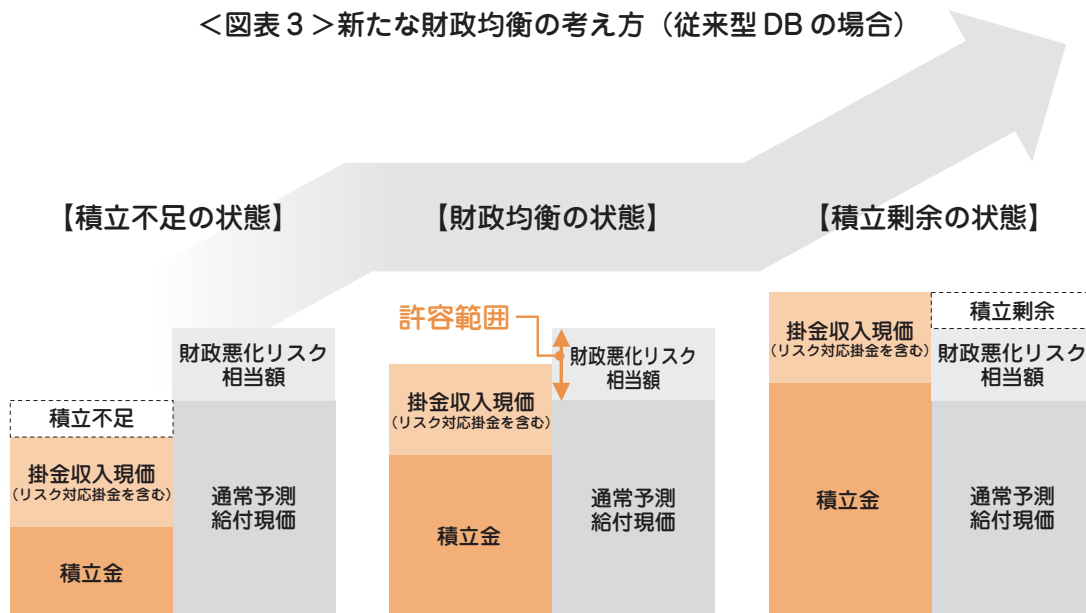 ＜図表３＞新たな財政均衡の考え方（従来型 DB の場合）
【積立不足の状態】
【財政均衡の状態】
【積立剰余の状態】
財政悪化リスク
相当額
積立不足
掛金収入現価
（リスク対応掛金を含む）
通常予測
給付現価
積立金
許容範囲
財政悪化リスク
相当額
掛金収入現価
（リスク対応掛金を含む）
通常予測
給付現価
積立金
積立剰余
掛金収入現価
（リスク対応掛金を含む）
財政悪化リスク
相当額
積立金
通常予測
給付現価